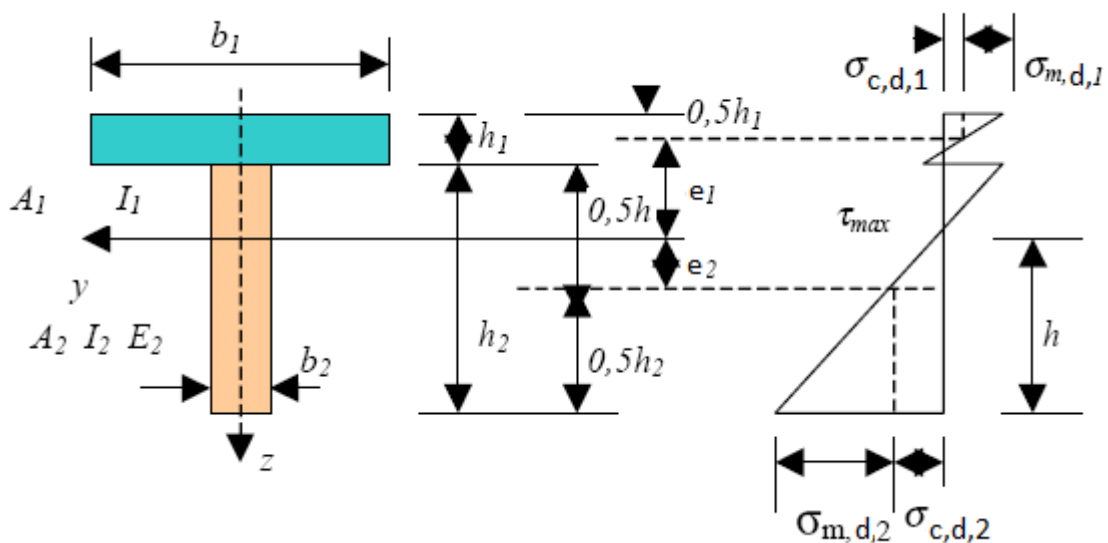 b1
σc,d,1 σm,d,1
0,5h1
h1
A1 I1
e1
0,5h
τmax
y
e2
A2 I2 E2
b2
h2
0,5h2
h
z
σm,d,2 σc,d,2